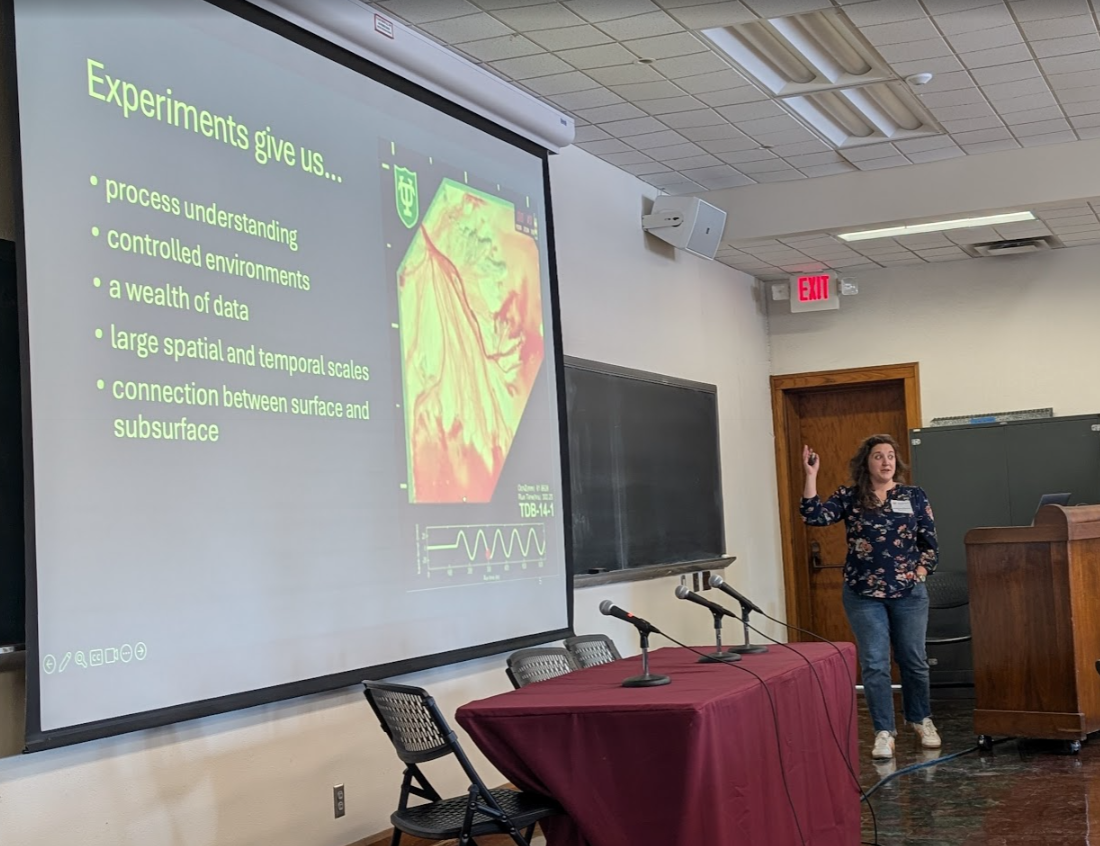 Experiments give us...
• process understanding
• controlled environments
• a wealth of data
• large spatial and temporal scales
• connection between surface and
subsurface
TDB-14-1
EXIT